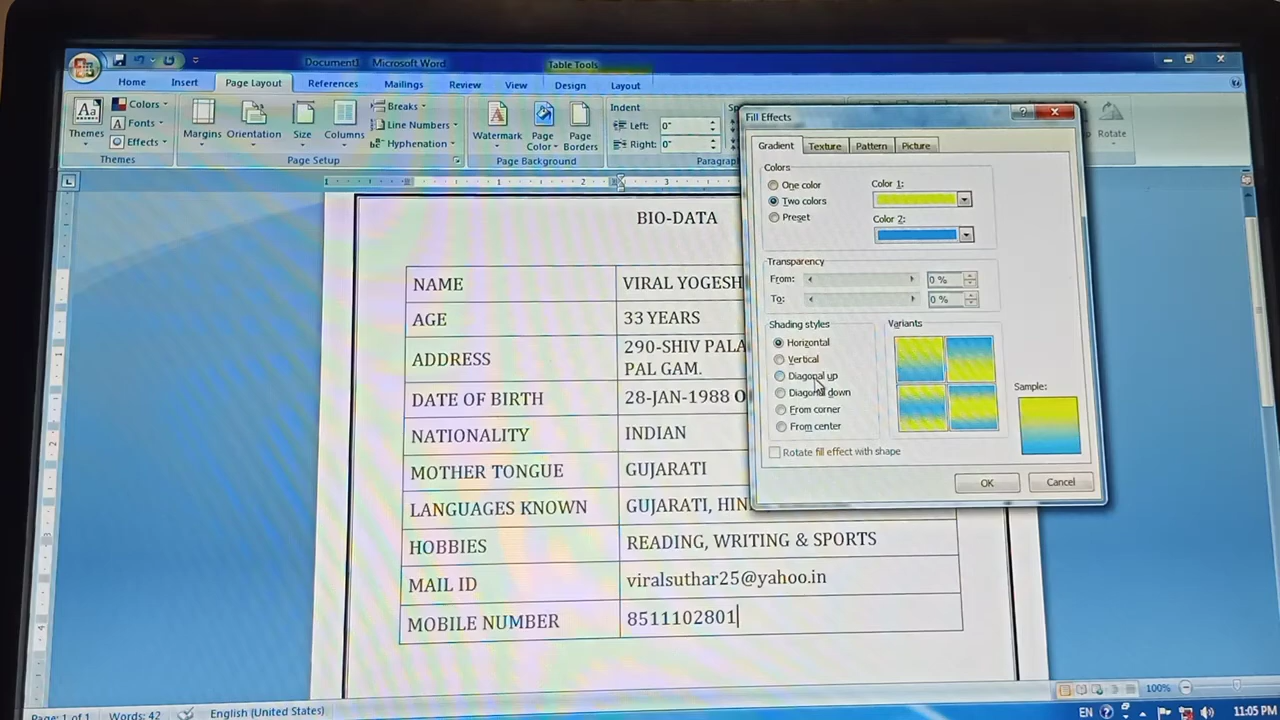 Document1 Microsoft Word
Table Tools
Home Insert Page Layout References Mailings Review View Design Layout
Themes
Colors
Fonts
Effects
Themes
Margins
Orientation
Size
Columns
Breaks
Line Numbers
Hyphenation
Page Setup
Watermark
Page Color
Page Borders
Page Background
Indent
Left: 0"
Right: 0"
Paragraph
Rotate
Fill Effects
Gradient Texture Pattern Picture
Colors
One color
Two colors
Preset
Color 1:
Color 2:
Transparency
From: 0 %
To: 0 %
Shading styles
Horizontal
Vertical
Diagonal up
Diagonal down
From corner
From center
Variants
Sample:
Rotate fill effect with shape
OK Cancel
BIO-DATA
NAME VIRAL YOGESH
AGE 33 YEARS
ADDRESS 290-SHIV PALA
PAL GAM.
DATE OF BIRTH 28-JAN-1988
NATIONALITY INDIAN
MOTHER TONGUE GUJARATI
LANGUAGES KNOWN GUJARATI, HIN
HOBBIES READING, WRITING & SPORTS
MAIL ID viralsuthar25@yahoo.in
MOBILE NUMBER 8511102801
Page: 1 of 1 Words: 42 English (United States)
100%
EN 11:05 PM